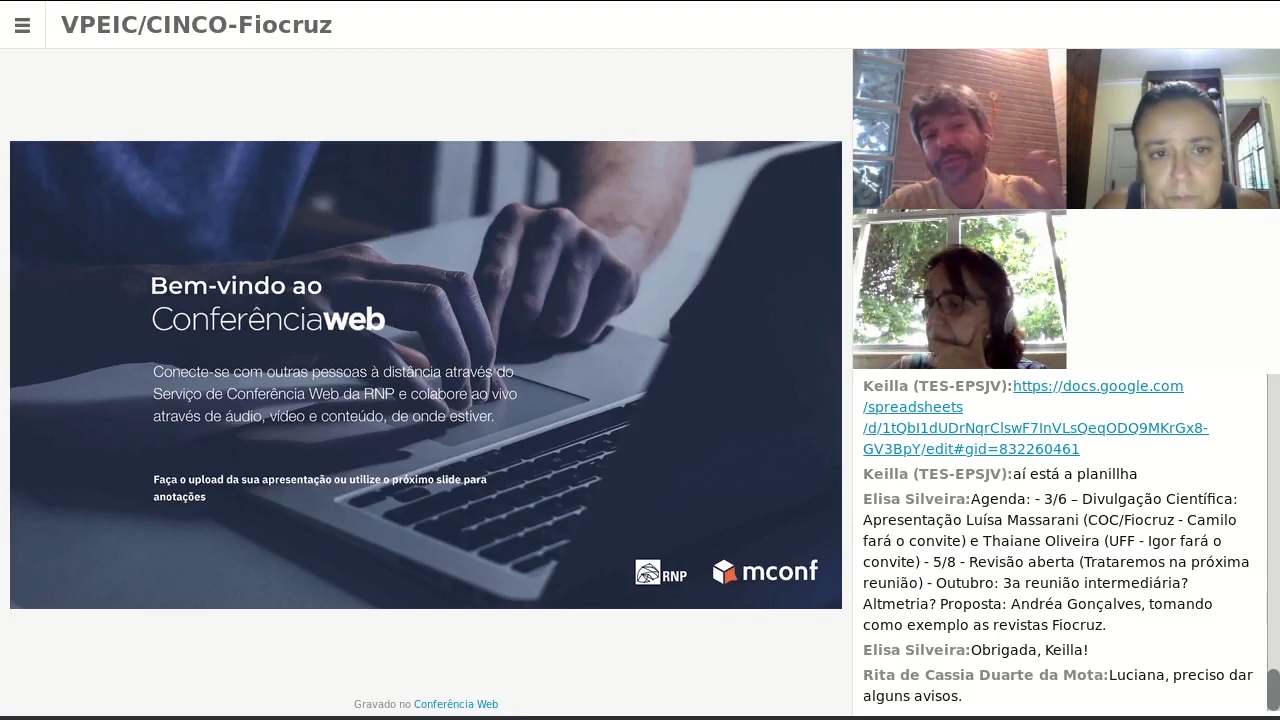 VPEIC/CINCO-Fiocruz
Bem-vindo ao
Conferênciaweb
Conecte-se com outras pessoas à distância através do
Serviço de Conferência Web da RNP e colabore ao vivo
através de áudio, vídeo e conteúdo, de onde estiver.
Faça o upload da sua apresentação ou utilize o próximo slide para
anotações
RNP
mconf
Gravado no Conferência Web
Keilla (TES-EPSJV):https://docs.google.com
/spreadsheets
/d/1tQbI1dUDrNqrClswF7InVLsQeqODQ9MKrGx8-
GV3BpY/edit#gid=832260461
Keilla (TES-EPSJV):aí está a planillha
Elisa Silveira:Agenda: - 3/6 – Divulgação Científica:
Apresentação Luísa Massarani (COC/Fiocruz - Camilo
fará o convite) e Thaiane Oliveira (UFF - Igor fará o
convite) - 5/8 - Revisão aberta (Trataremos na próxima
reunião) - Outubro: 3a reunião intermediária?
Altmetria? Proposta: Andréa Gonçalves, tomando
como exemplo as revistas Fiocruz.
Elisa Silveira:Obrigada, Keilla!
Rita de Cassia Duarte da Mota:Luciana, preciso dar
alguns avisos.